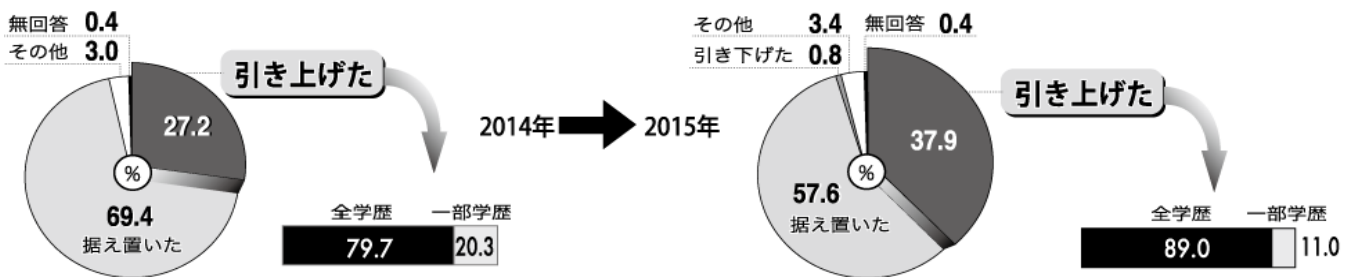 無回答 0.4
その他 3.0
引き上げた
27.2
%
69.4
据え置いた
全学歴 一部学歴
79.7 20.3
2014年 2015年
その他 3.4 無回答 0.4
引き下げた 0.8
引き上げた
37.9
%
57.6
据え置いた
全学歴 一部学歴
89.0 11.0